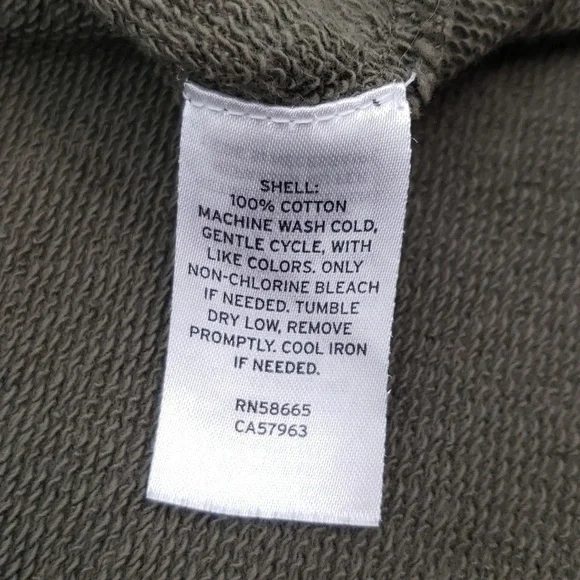 SHELL:
100% COTTON
MACHINE WASH COLD,
GENTLE CYCLE, WITH
LIKE COLORS. ONLY
NON-CHLORINE BLEACH
IF NEEDED. TUMBLE
DRY LOW, REMOVE
PROMPTLY. COOL IRON
IF NEEDED.
RN58665
CA57963